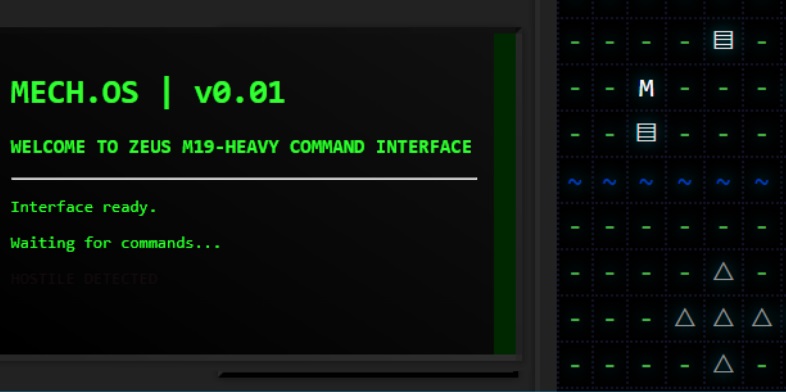 MECH.OS | v0.01
WELCOME TO ZEUS M19-HEAVY COMMAND INTERFACE
Interface ready.
Waiting for commands...
HOSTILE DETECTED
- - - - ▤ -
- - M - - -
- - ▤ - - -
~ ~ ~ ~ ~ ~
- - - - - -
- - - - △ -
- - - △ △ △
- - - - △ -